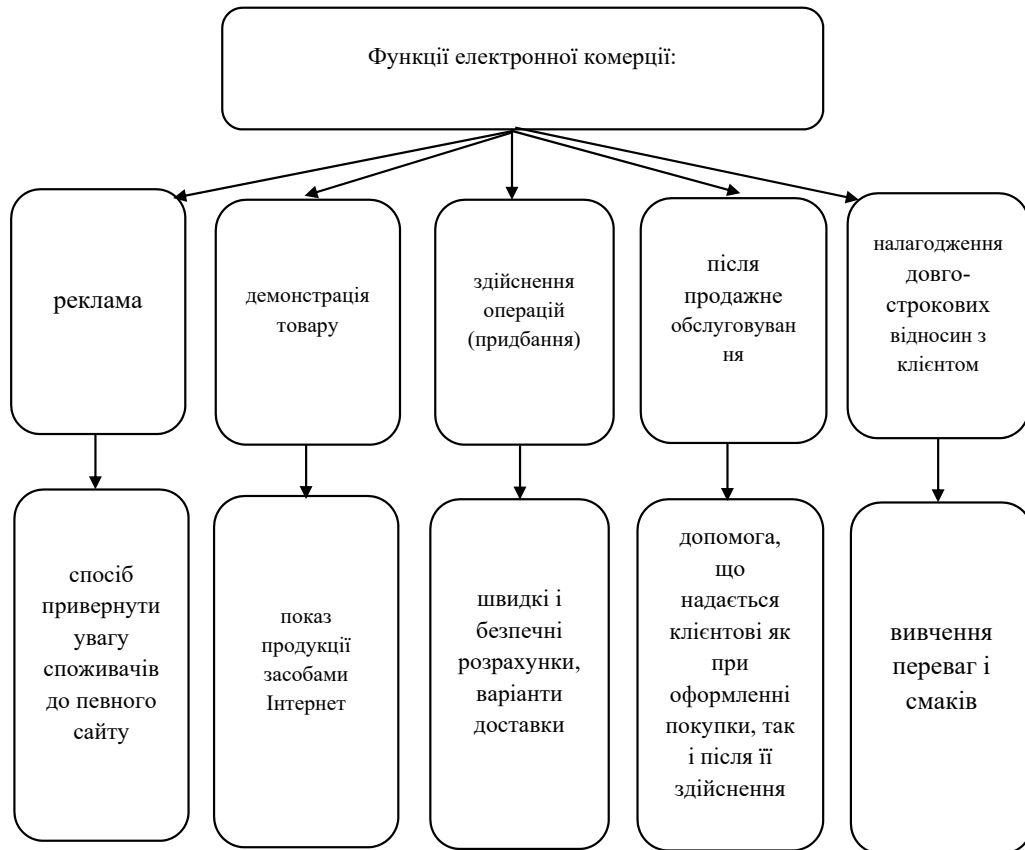 Функції електронної комерції:
реклама
демонстрація
товару
здійснення
операцій
(придбання)
після
продажне
обслуговуван
ня
налагодження
довго-
строкових
відносин з
клієнтом
спосіб
привернути
увагу
споживачів
до певного
сайту
показ
продукції
засобами
Інтернет
швидкі і
безпечні
розрахунки,
варіанти
доставки
допомога,
що
надається
клієнтові як
при
оформленні
покупки, так
і після її
здійснення
вивчення
переваг і
смаків